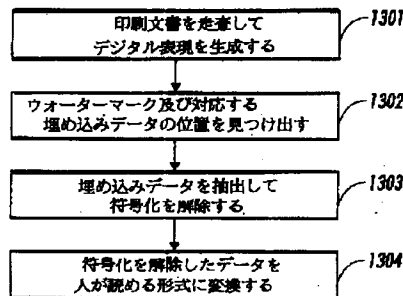 印刷文書を走査して
デジタル表現を生成する
1301
ウォーターマーク及び対応する
埋め込みデータの位置を見つけ出す
1302
埋め込みデータを抽出して
符号化を解除する
1303
符号化を解除したデータを
人が読める形式に変換する
1304